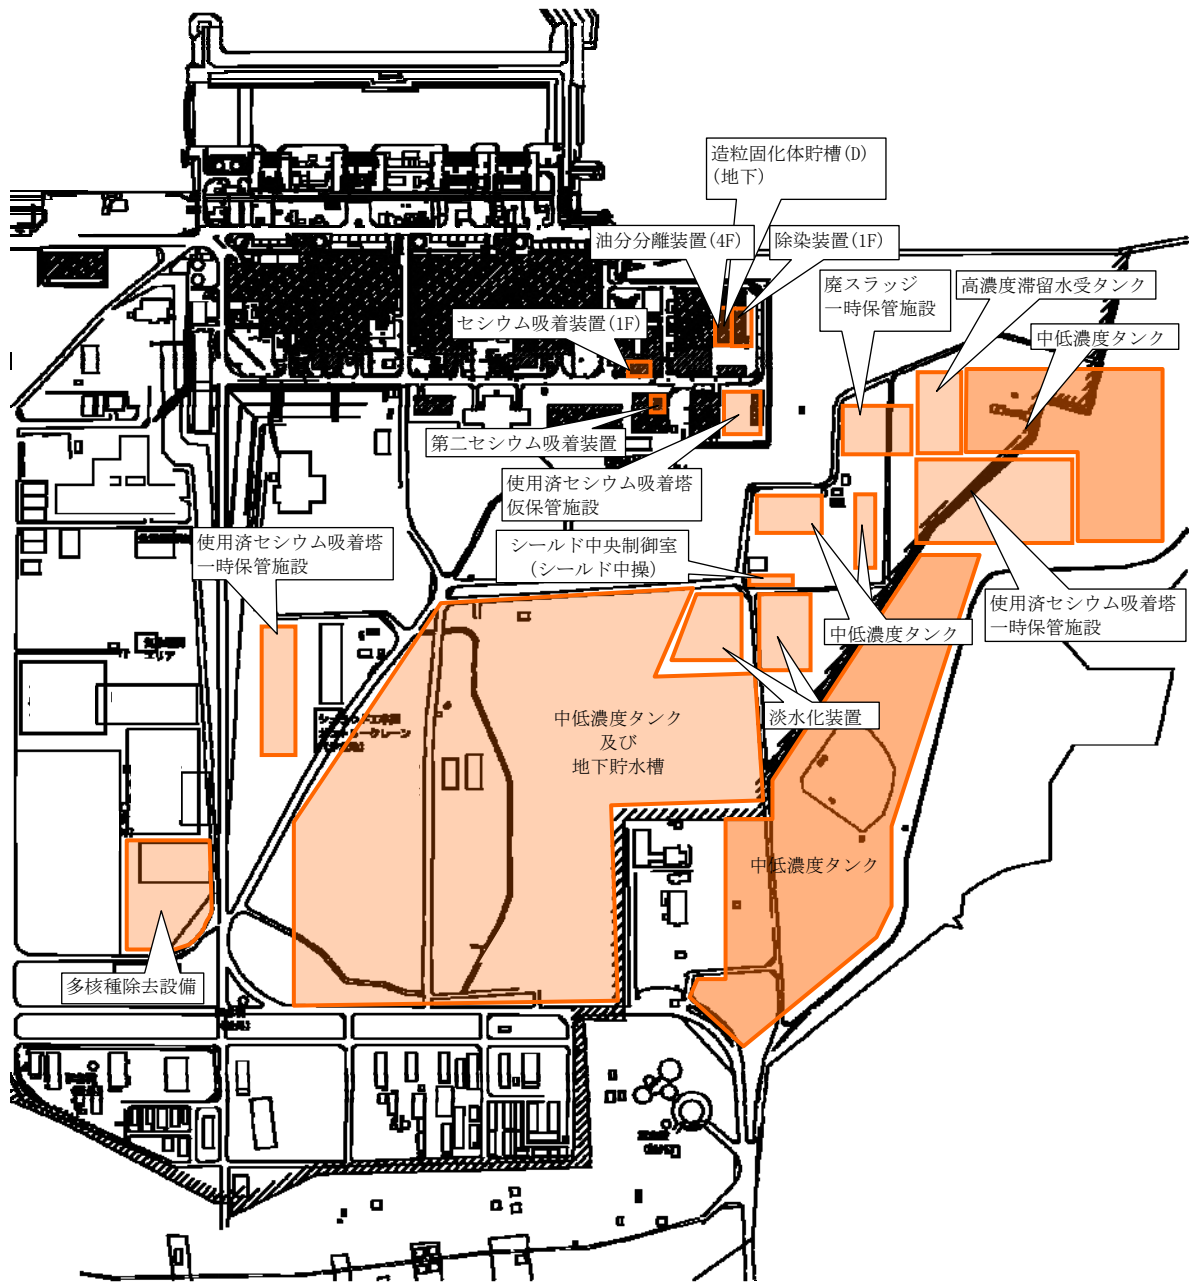 造粒固化体貯槽(D)
(地下)
油分分離装置(4F)
除染装置(1F)
廃スラッジ
一時保管施設
高濃度滞留水受タンク
中低濃度タンク
セシウム吸着装置(1F)
第二セシウム吸着装置
使用済セシウム吸着塔
仮保管施設
使用済セシウム吸着塔
一時保管施設
シールド中央制御室
(シールド中操)
中低濃度タンク
使用済セシウム吸着塔
一時保管施設
淡水化装置
中低濃度タンク
及び
地下貯水槽
中低濃度タンク
多核種除去設備